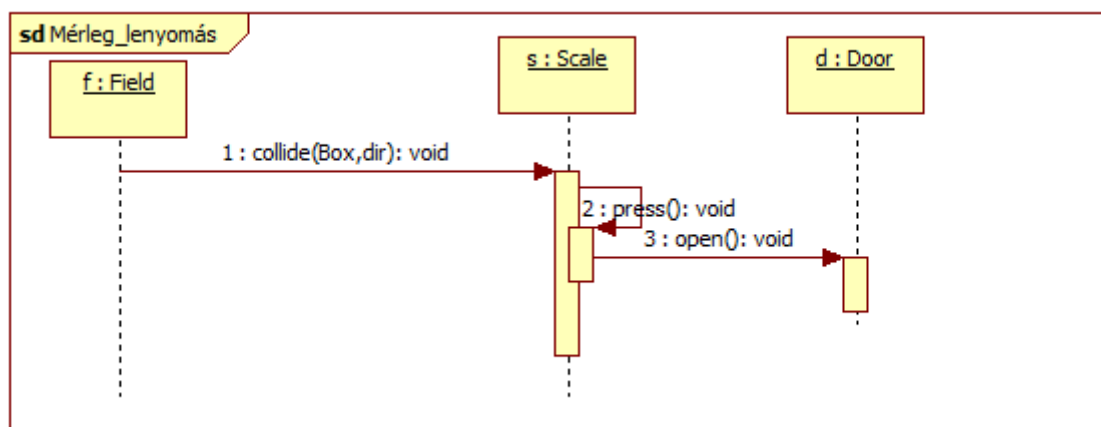 sd Mérleg_lenyomás
f : Field
s : Scale
d : Door
1 : collide(Box,dir): void
2 : press(): void
3 : open(): void